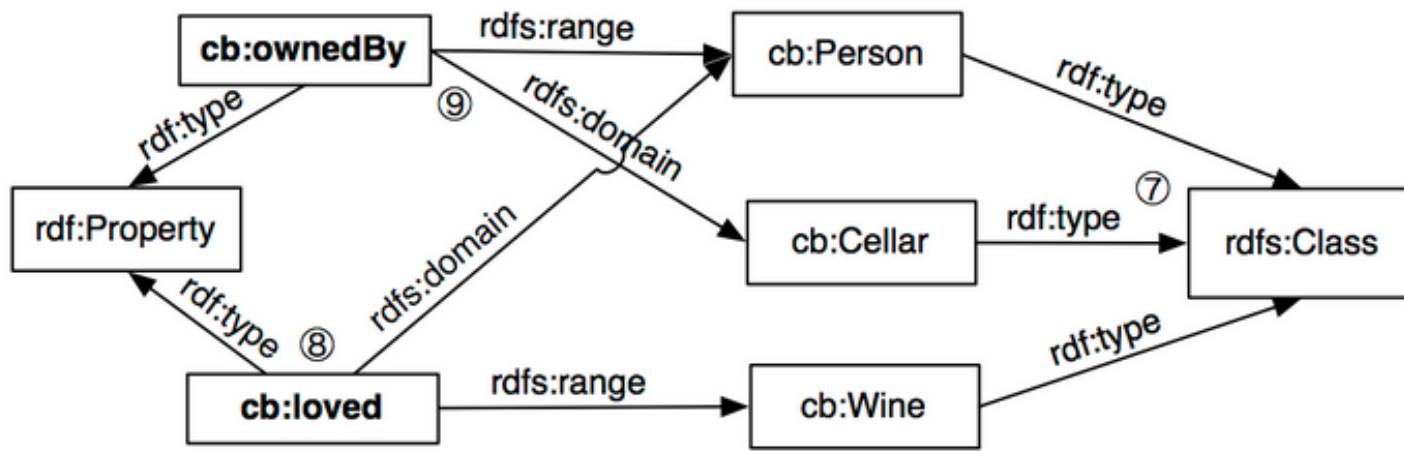 cb:ownedBy
rdfs:range
cb:Person
rdf:type
rdf:type
⑨
rdfs:domain
⑦
rdf:Property
rdfs:domain
cb:Cellar
rdf:type
rdfs:Class
rdf:type
⑧
rdf:type
cb:loved
rdfs:range
cb:Wine